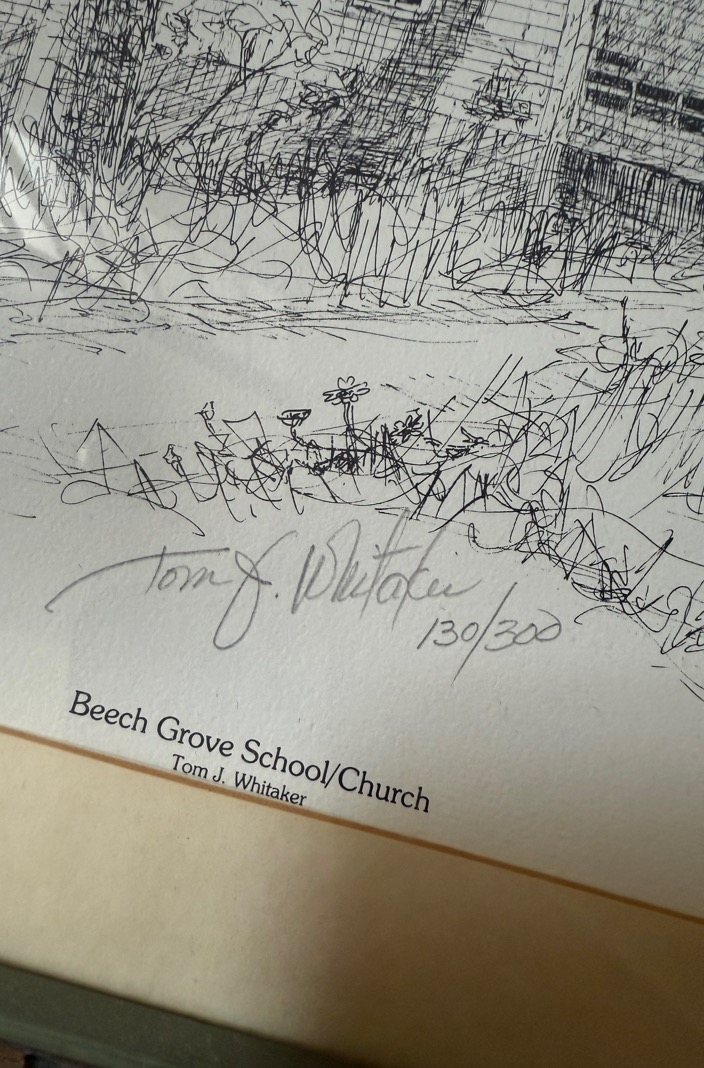 Tom J. Whitaker
130/300
Beech Grove School/Church
Tom J. Whitaker